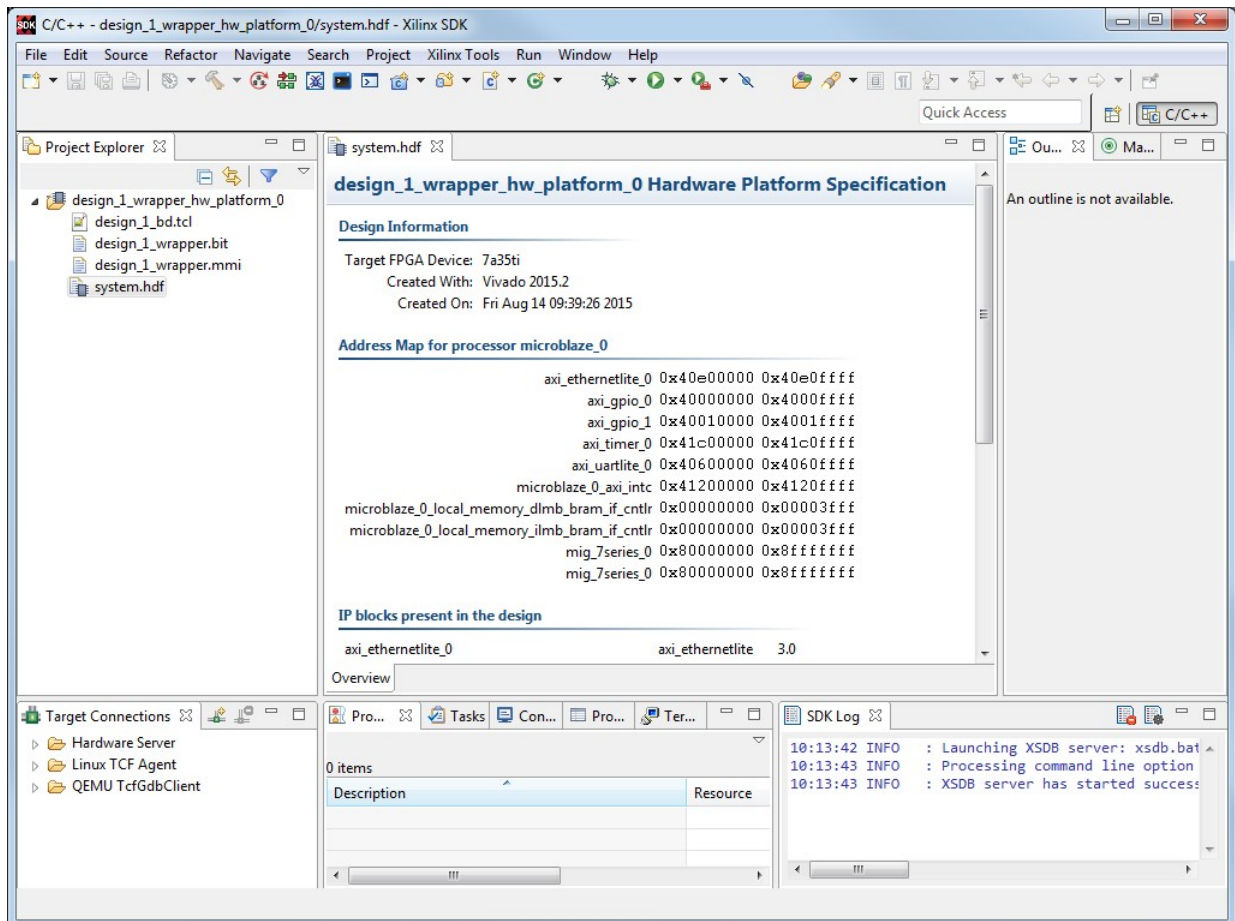 SDK C/C++ - design_1_wrapper_hw_platform_0/system.hdf - Xilinx SDK
File Edit Source Refactor Navigate Search Project Xilinx Tools Run Window Help
Quick Access
C/C++
Project Explorer
design_1_wrapper_hw_platform_0
design_1_bd.tcl
design_1_wrapper.bit
design_1_wrapper.mmi
system.hdf
system.hdf
design_1_wrapper_hw_platform_0 Hardware Platform Specification
Design Information
Target FPGA Device: 7a35ti
Created With: Vivado 2015.2
Created On: Fri Aug 14 09:39:26 2015
Address Map for processor microblaze_0
axi_ethernetlite_0 0x40e00000 0x40e0ffff
axi_gpio_0 0x40000000 0x4000ffff
axi_gpio_1 0x40010000 0x4001ffff
axi_timer_0 0x41c00000 0x41c0ffff
axi_uartlite_0 0x40600000 0x4060ffff
microblaze_0_axi_intc 0x41200000 0x4120ffff
microblaze_0_local_memory_dlmb_bram_if_cntlr 0x00000000 0x00003fff
microblaze_0_local_memory_ilmb_bram_if_cntlr 0x00000000 0x00003fff
mig_7series_0 0x80000000 0x8fffffff
mig_7series_0 0x80000000 0x8fffffff
IP blocks present in the design
axi_ethernetlite_0 axi_ethernetlite 3.0
Overview
Ou... Ma...
An outline is not available.
Target Connections
Hardware Server
Linux TCF Agent
QEMU TcfGdbClient
Pro... Tasks Con... Pro... Ter...
0 items
Description Resource
SDK Log
10:13:42 INFO : Launching XSDB server: xsdb.bat
10:13:43 INFO : Processing command line option
10:13:43 INFO : XSDB server has started success